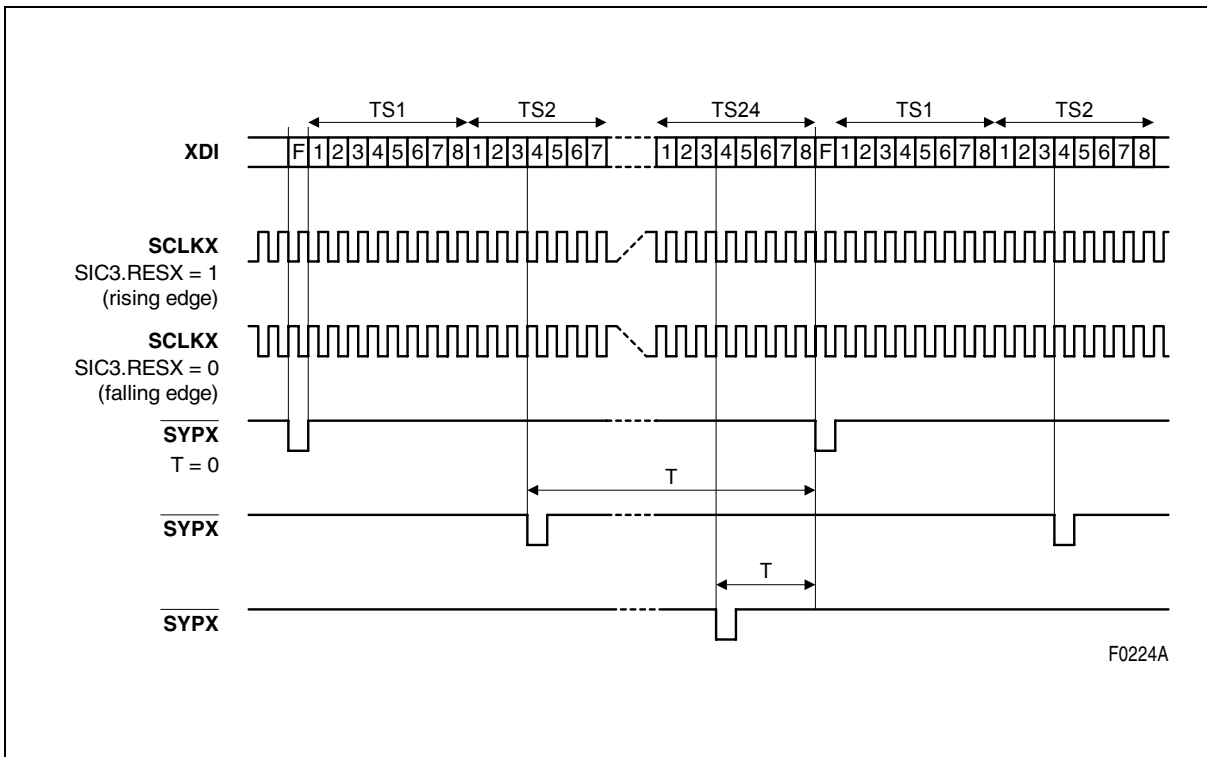 TS1 TS2 TS24 TS1 TS2
XDI F 1 2 3 4 5 6 7 8 1 2 3 4 5 6 7 1 2 3 4 5 6 7 8 F 1 2 3 4 5 6 7 8 1 2 3 4 5 6 7 8
SCLKX
SIC3.RESX = 1
(rising edge)
SCLKX
SIC3.RESX = 0
(falling edge)
SYPX
T = 0
T
SYPX
T
SYPX
F0224A